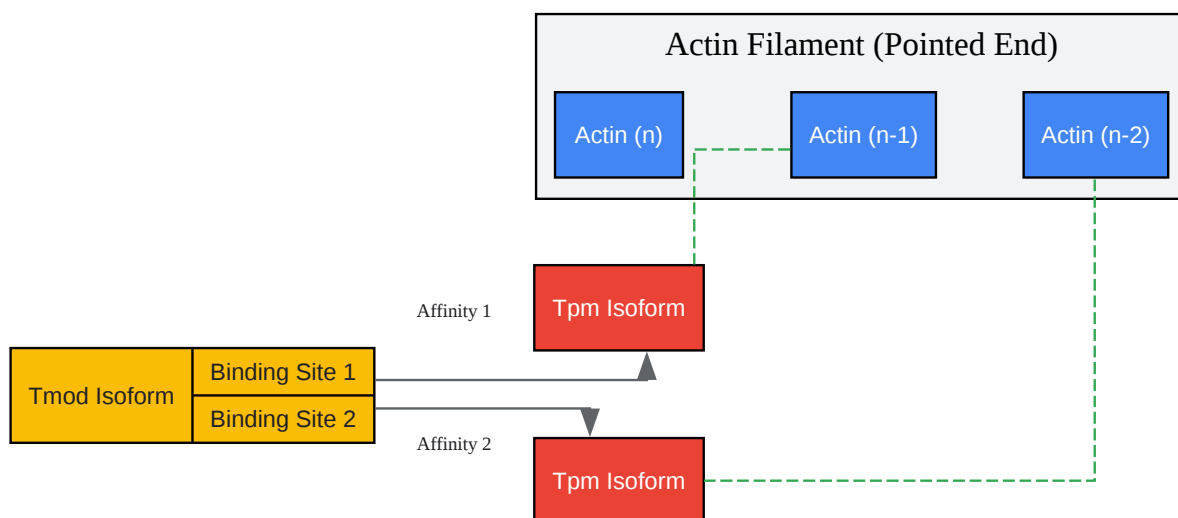 Actin Filament (Pointed End)
Actin (n)
Actin (n-1)
Actin (n-2)
Affinity 1
Tpm Isoform
Tmod Isoform
Binding Site 1
Binding Site 2
Affinity 2
Tpm Isoform